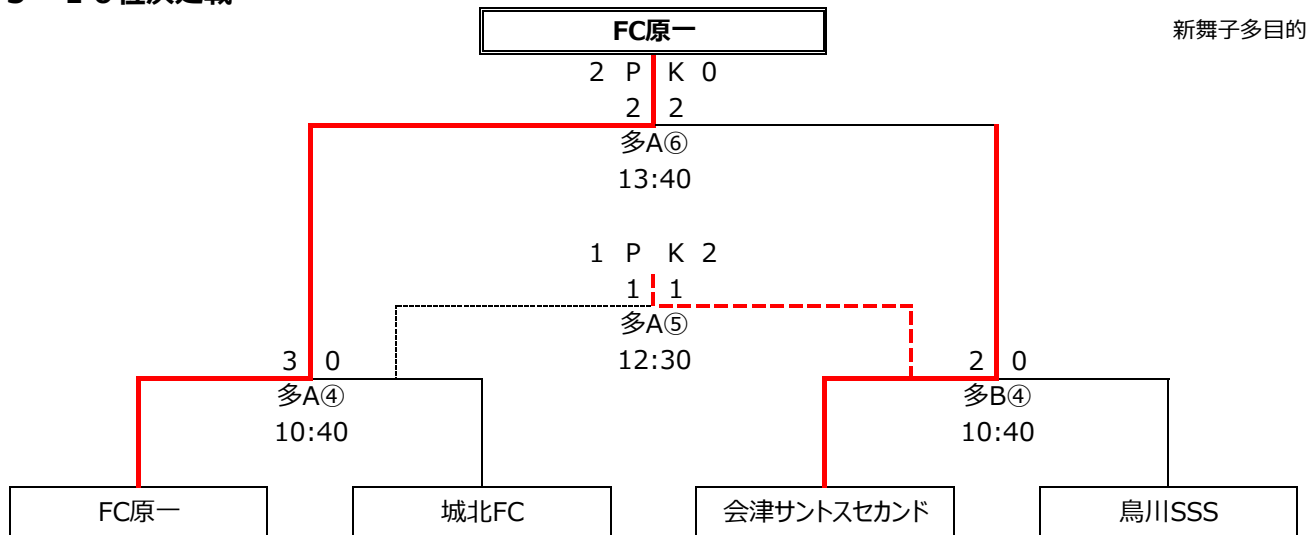 FC原一
新舞子多目的
2 P K 0
2 2
多A⑥
13:40
1 P K 2
1 1
多A⑤
12:30
3 0
多A④
10:40
2 0
多B④
10:40
FC原一
城北FC
会津サントスセカンド
鳥川SSS